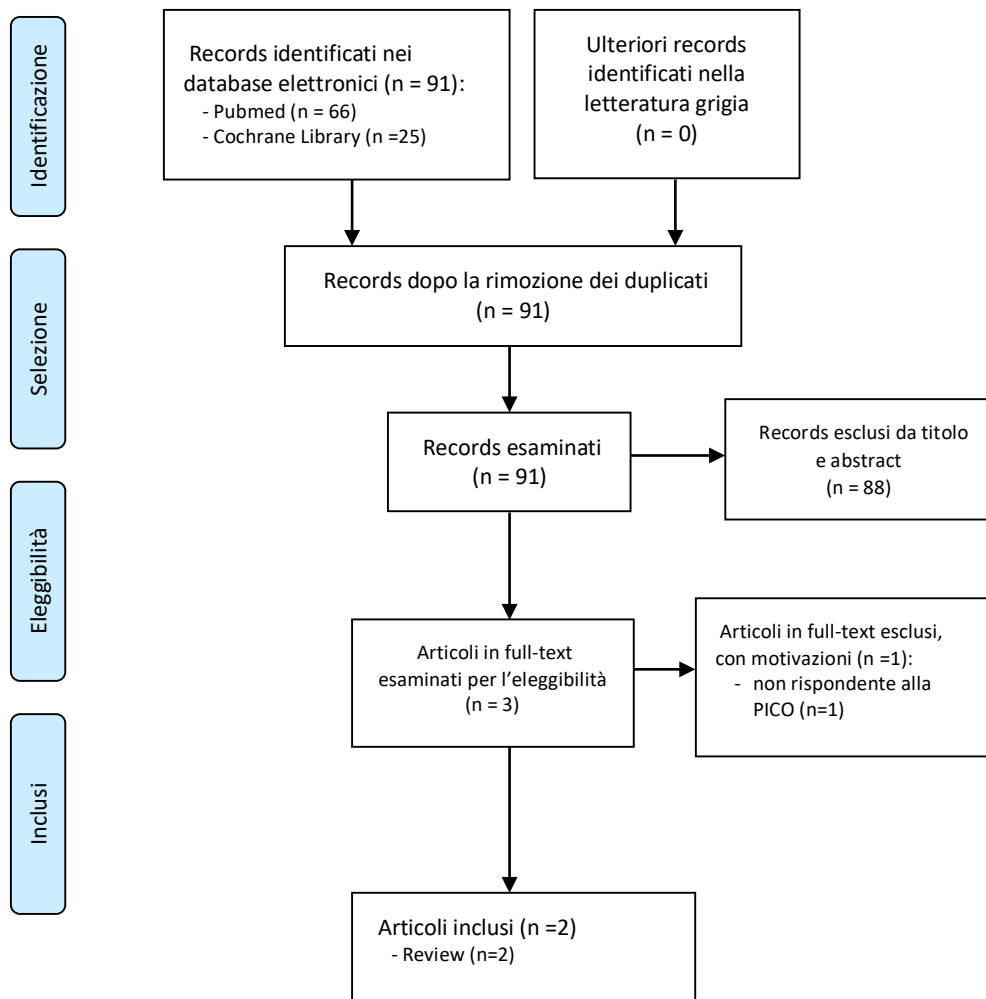 Identificazione
Records identificati nei
database elettronici (n = 91):
- Pubmed (n = 66)
- Cochrane Library (n =25)
Ulteriori records
identificati nella
letteratura grigia
(n = 0)
Selezione
Records dopo la rimozione dei duplicati
(n = 91)
Records esaminati
(n = 91)
Records esclusi da titolo
e abstract
(n = 88)
Eleggibilità
Articoli in full-text
esaminati per l’eleggibilità
(n = 3)
Articoli in full-text esclusi,
con motivazioni (n =1):
- non rispondente alla
PICO (n=1)
Inclusi
Articoli inclusi (n =2)
- Review (n=2)